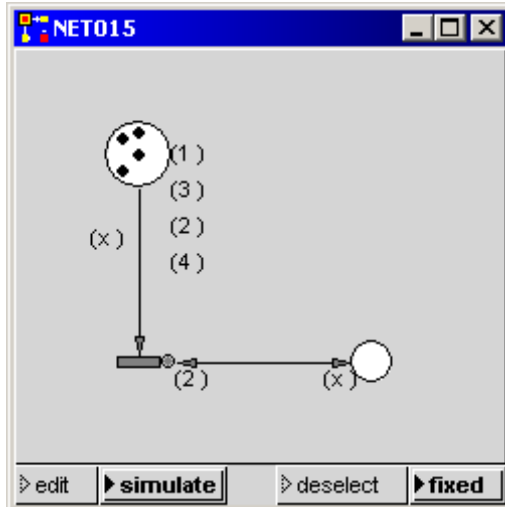 NET015
(1)
(3)
(x)
(2)
(4)
(2)
(x)
edit
simulate
deselect
fixed